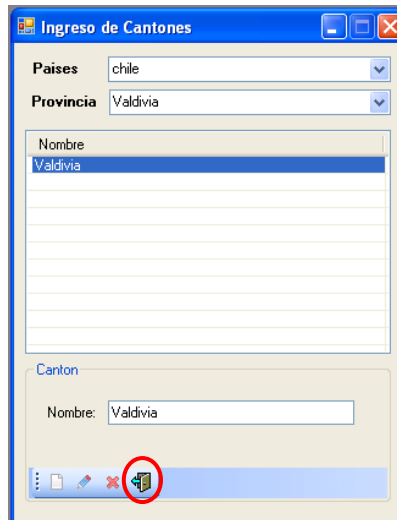 Ingreso de Cantones
Paises chile
Provincia Valdivia
Nombre
Valdivia
Canton
Nombre: Valdivia